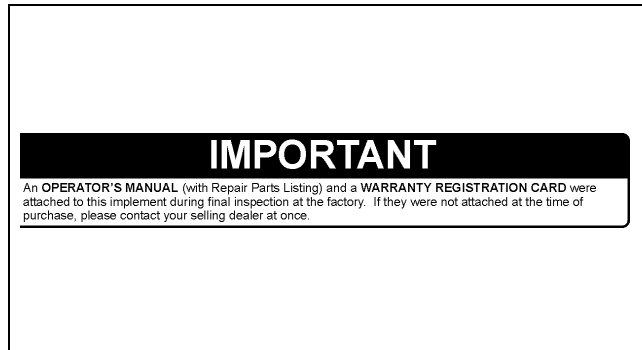 IMPORTANT
An OPERATOR'S MANUAL (with Repair Parts Listing) and a WARRANTY REGISTRATION CARD were
attached to this implement during final inspection at the factory.  If they were not attached at the time of
purchase, please contact your selling dealer at once.